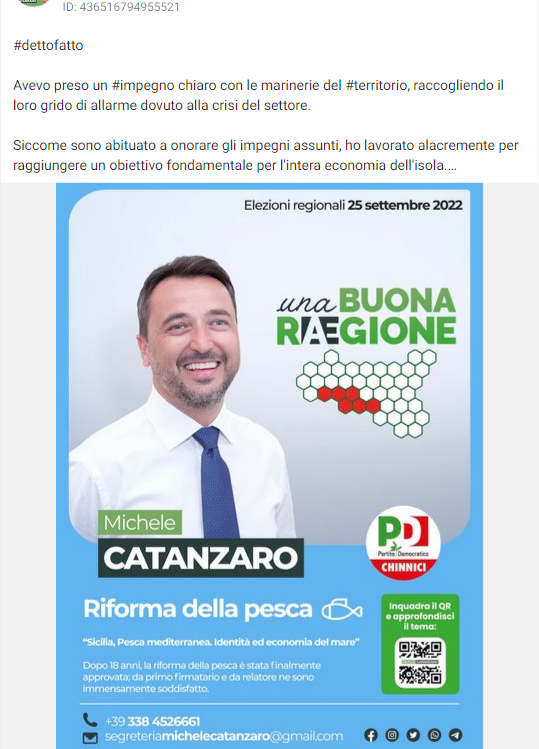 ID: 436516794955521
#dettofatto
Avevo preso un #impegno chiaro con le marinerie del #territorio, raccogliendo il
loro grido di allarme dovuto alla crisi del settore.
Siccome sono abituato a onorare gli impegni assunti, ho lavorato alacremente per
raggiungere un obiettivo fondamentale per l'intera economia dell'isola....
Elezioni regionali 25 settembre 2022
una BUONA
RAEGIONE
Michele
CATANZARO
PD
Partito Democratico
CHINNICI
Riforma della pesca
Inquadra il QR
e approfondisci
il tema:
"Sicilia, Pesca mediterranea. Identità ed economia del mare"
Dopo 18 anni, la riforma della pesca è stata finalmente
approvata; da primo firmatario e da relatore ne sono
immensamente soddisfatto.
+39 338 4526661
segreteriamichelecatanzaro@gmail.com